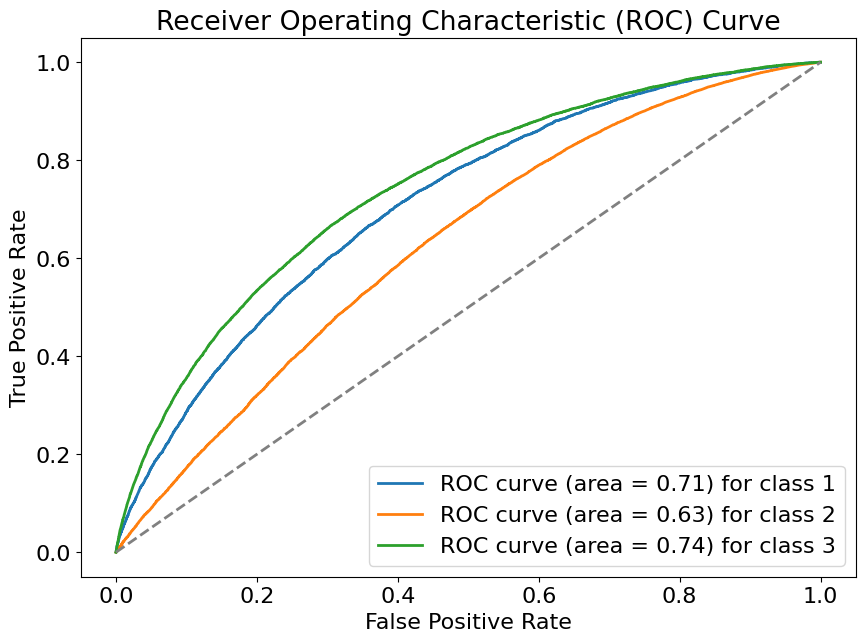 Receiver Operating Characteristic (ROC) Curve
True Positive Rate
1.0
0.8
0.6
0.4
0.2
0.0
ROC curve (area = 0.71) for class 1
ROC curve (area = 0.63) for class 2
ROC curve (area = 0.74) for class 3
0.0 0.2 0.4 0.6 0.8 1.0
False Positive Rate